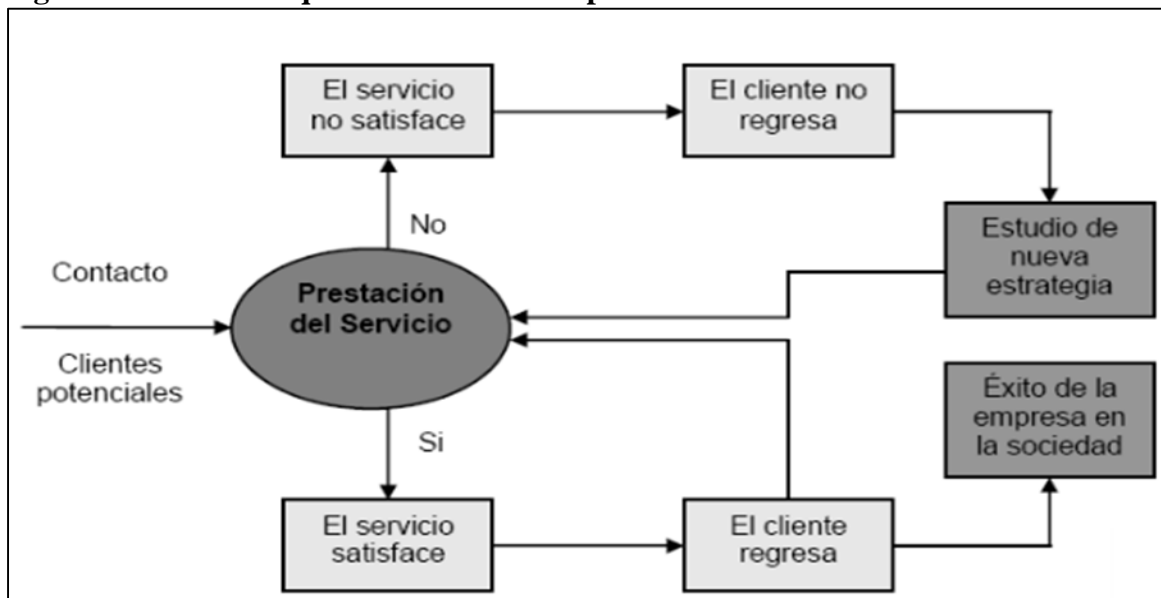 El servicio
no satisface
El cliente no
regresa
No
Estudio de
nueva
estrategia
Contacto
Prestación
del Servicio
Clientes
potenciales
Éxito de la
empresa en
la sociedad
Si
El servicio
satisface
El cliente
regresa